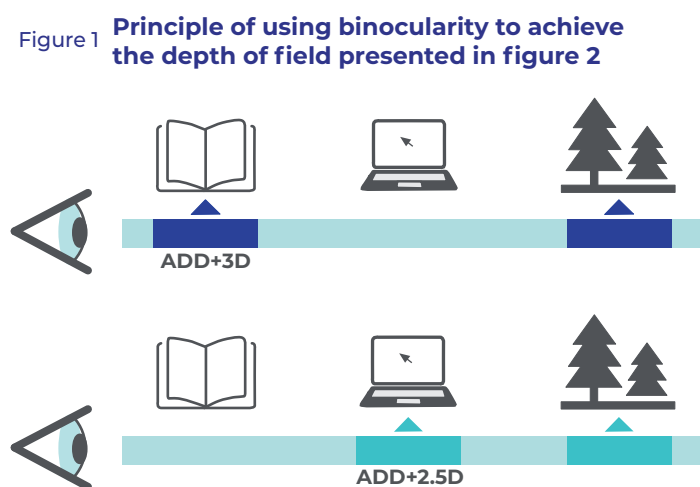 Figure 1
Principle of using binocularity to achieve
the depth of field presented in figure 2
ADD+3D
ADD+2.5D